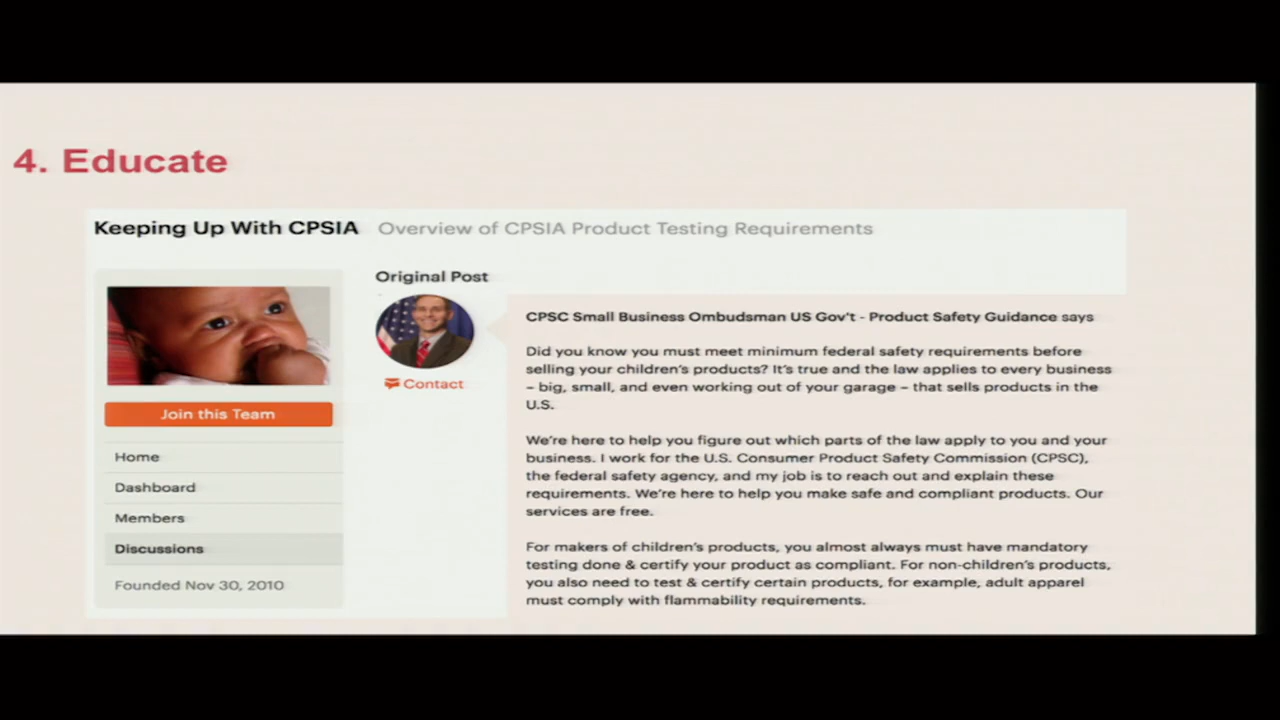 4. Educate
Keeping Up With CPSIA Overview of CPSIA Product Testing Requirements
Original Post
Contact
Join this Team
Home
Dashboard
Members
Discussions
Founded Nov 30, 2010
CPSC Small Business Ombudsman US Gov't - Product Safety Guidance says
Did you know you must meet minimum federal safety requirements before
selling your children's products? It's true and the law applies to every business
– big, small, and even working out of your garage – that sells products in the
U.S.
We're here to help you figure out which parts of the law apply to you and your
business. I work for the U.S. Consumer Product Safety Commission (CPSC),
the federal safety agency, and my job is to reach out and explain these
requirements. We're here to help you make safe and compliant products. Our
services are free.
For makers of children's products, you almost always must have mandatory
testing done & certify your product as compliant. For non-children's products,
you also need to test & certify certain products, for example, adult apparel
must comply with flammability requirements.